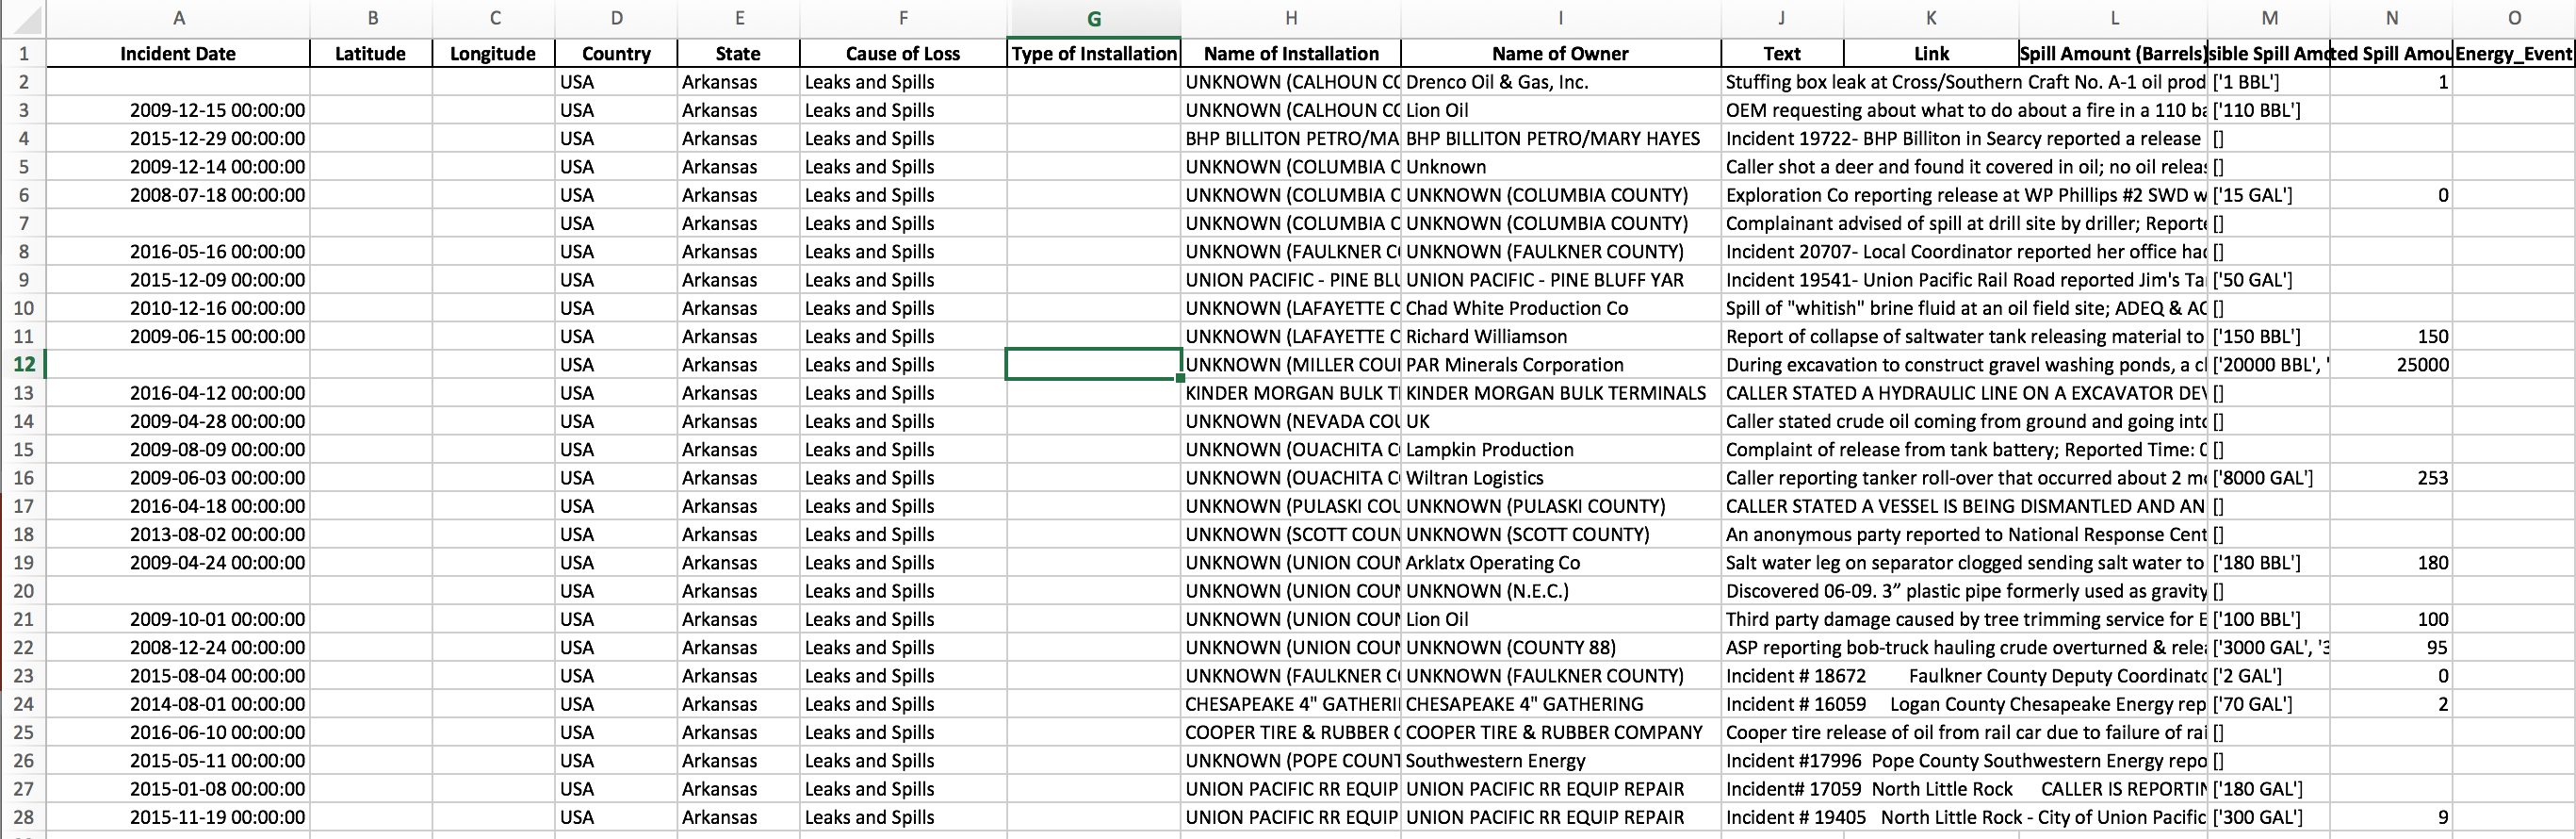 A B C D E F G H I J K L M N O
1 Incident Date Latitude Longitude Country State Cause of Loss Type of Installation Name of Installation Name of Owner Text Link Spill Amount (Barrels) sible Spill Amo ted Spill Amou Energy_Event
2 USA Arkansas Leaks and Spills UNKNOWN (CALHOUN CO Drenco Oil & Gas, Inc. Stuffing box leak at Cross/Southern Craft No. A-1 oil prod ['1 BBL'] 1
3 2009-12-15 00:00:00 USA Arkansas Leaks and Spills UNKNOWN (CALHOUN CO Lion Oil OEM requesting about what to do about a fire in a 110 ba ['110 BBL']
4 2015-12-29 00:00:00 USA Arkansas Leaks and Spills BHP BILLITON PETRO/MA BHP BILLITON PETRO/MARY HAYES Incident 19722- BHP Billiton in Searcy reported a release []
5 2009-12-14 00:00:00 USA Arkansas Leaks and Spills UNKNOWN (COLUMBIA C Unknown Caller shot a deer and found it covered in oil; no oil releas []
6 2008-07-18 00:00:00 USA Arkansas Leaks and Spills UNKNOWN (COLUMBIA C UNKNOWN (COLUMBIA COUNTY) Exploration Co reporting release at WP Phillips #2 SWD w ['15 GAL'] 0
7 USA Arkansas Leaks and Spills UNKNOWN (COLUMBIA C UNKNOWN (COLUMBIA COUNTY) Complainant advised of spill at drill site by driller; Reporte []
8 2016-05-16 00:00:00 USA Arkansas Leaks and Spills UNKNOWN (FAULKNER C UNKNOWN (FAULKNER COUNTY) Incident 20707- Local Coordinator reported her office had []
9 2015-12-09 00:00:00 USA Arkansas Leaks and Spills UNION PACIFIC - PINE BLU UNION PACIFIC - PINE BLUFF YAR Incident 19541- Union Pacific Rail Road reported Jim's Ta ['50 GAL']
10 2010-12-16 00:00:00 USA Arkansas Leaks and Spills UNKNOWN (LAFAYETTE C Chad White Production Co Spill of "whitish" brine fluid at an oil field site; ADEQ & AO []
11 2009-06-15 00:00:00 USA Arkansas Leaks and Spills UNKNOWN (LAFAYETTE C Richard Williamson Report of collapse of saltwater tank releasing material to ['150 BBL'] 150
12 USA Arkansas Leaks and Spills UNKNOWN (MILLER COU PAR Minerals Corporation During excavation to construct gravel washing ponds, a cl ['20000 BBL', ' 25000
13 2016-04-12 00:00:00 USA Arkansas Leaks and Spills KINDER MORGAN BULK T KINDER MORGAN BULK TERMINALS CALLER STATED A HYDRAULIC LINE ON A EXCAVATOR DEV []
14 2009-04-28 00:00:00 USA Arkansas Leaks and Spills UNKNOWN (NEVADA COU UK Caller stated crude oil coming from ground and going into []
15 2009-08-09 00:00:00 USA Arkansas Leaks and Spills UNKNOWN (OUACHITA C Lampkin Production Complaint of release from tank battery; Reported Time: 0 []
16 2009-06-03 00:00:00 USA Arkansas Leaks and Spills UNKNOWN (OUACHITA C Wiltran Logistics Caller reporting tanker roll-over that occurred about 2 mo ['8000 GAL'] 253
17 2016-04-18 00:00:00 USA Arkansas Leaks and Spills UNKNOWN (PULASKI COU UNKNOWN (PULASKI COUNTY) CALLER STATED A VESSEL IS BEING DISMANTLED AND AN []
18 2013-08-02 00:00:00 USA Arkansas Leaks and Spills UNKNOWN (SCOTT COUN UNKNOWN (SCOTT COUNTY) An anonymous party reported to National Response Cent []
19 2009-04-24 00:00:00 USA Arkansas Leaks and Spills UNKNOWN (UNION COUN Arklatx Operating Co Salt water leg on separator clogged sending salt water to ['180 BBL'] 180
20 USA Arkansas Leaks and Spills UNKNOWN (UNION COUN UNKNOWN (N.E.C.) Discovered 06-09. 3” plastic pipe formerly used as gravity []
21 2009-10-01 00:00:00 USA Arkansas Leaks and Spills UNKNOWN (UNION COUN Lion Oil Third party damage caused by tree trimming service for E ['100 BBL'] 100
22 2008-12-24 00:00:00 USA Arkansas Leaks and Spills UNKNOWN (UNION COUN UNKNOWN (COUNTY 88) ASP reporting bob-truck hauling crude overturned & relea ['3000 GAL', '3 95
23 2015-08-04 00:00:00 USA Arkansas Leaks and Spills UNKNOWN (FAULKNER C UNKNOWN (FAULKNER COUNTY) Incident # 18672 Faulkner County Deputy Coordinato ['2 GAL'] 0
24 2014-08-01 00:00:00 USA Arkansas Leaks and Spills CHESAPEAKE 4" GATHERI CHESAPEAKE 4" GATHERING Incident # 16059 Logan County Chesapeake Energy rep ['70 GAL'] 2
25 2016-06-10 00:00:00 USA Arkansas Leaks and Spills COOPER TIRE & RUBBER C COOPER TIRE & RUBBER COMPANY Cooper tire release of oil from rail car due to failure of rai []
26 2015-05-11 00:00:00 USA Arkansas Leaks and Spills UNKNOWN (POPE COUNT Southwestern Energy Incident #17996 Pope County Southwestern Energy repo []
27 2015-01-08 00:00:00 USA Arkansas Leaks and Spills UNION PACIFIC RR EQUIP UNION PACIFIC RR EQUIP REPAIR Incident# 17059 North Little Rock CALLER IS REPORTIN ['180 GAL']
28 2015-11-19 00:00:00 USA Arkansas Leaks and Spills UNION PACIFIC RR EQUIP UNION PACIFIC RR EQUIP REPAIR Incident # 19405 North Little Rock - City of Union Pacific ['300 GAL'] 9